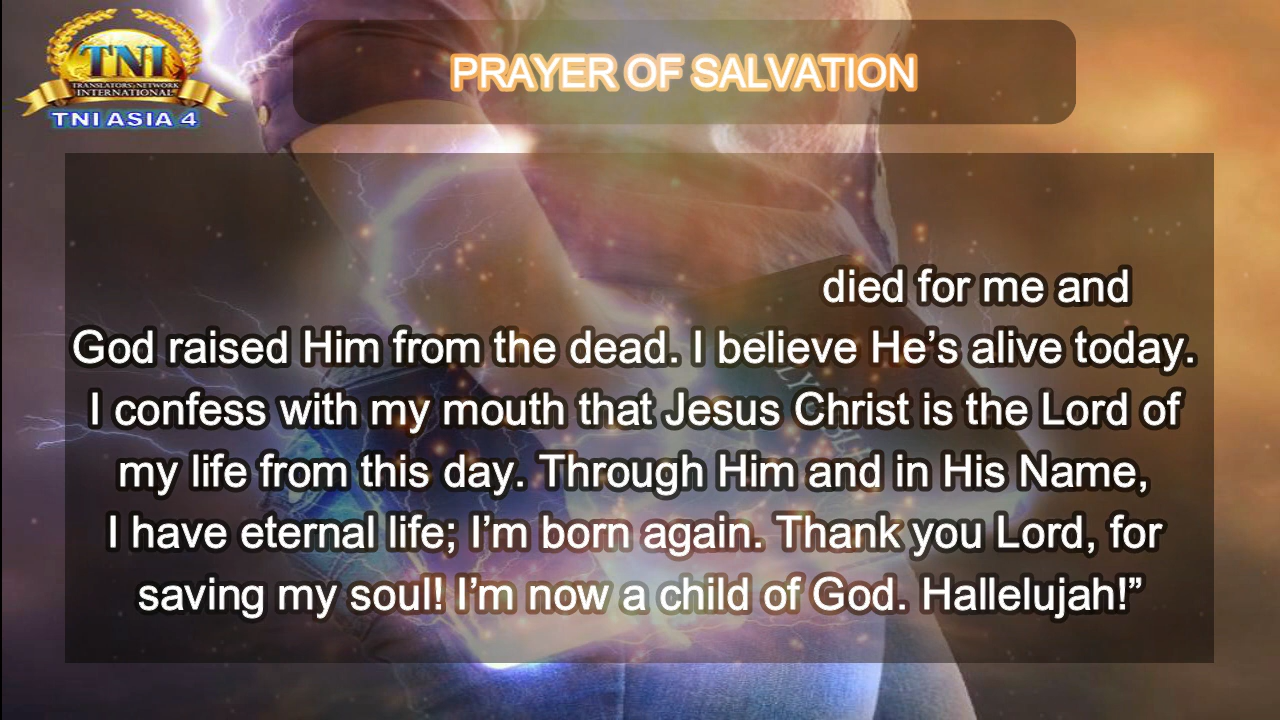 TNI
TRANSLATORS' NETWORK
INTERNATIONAL
TNI ASIA 4
PRAYER OF SALVATION
died for me and
God raised Him from the dead. I believe He’s alive today.
I confess with my mouth that Jesus Christ is the Lord of
my life from this day. Through Him and in His Name,
I have eternal life; I’m born again. Thank you Lord, for
saving my soul! I’m now a child of God. Hallelujah!”